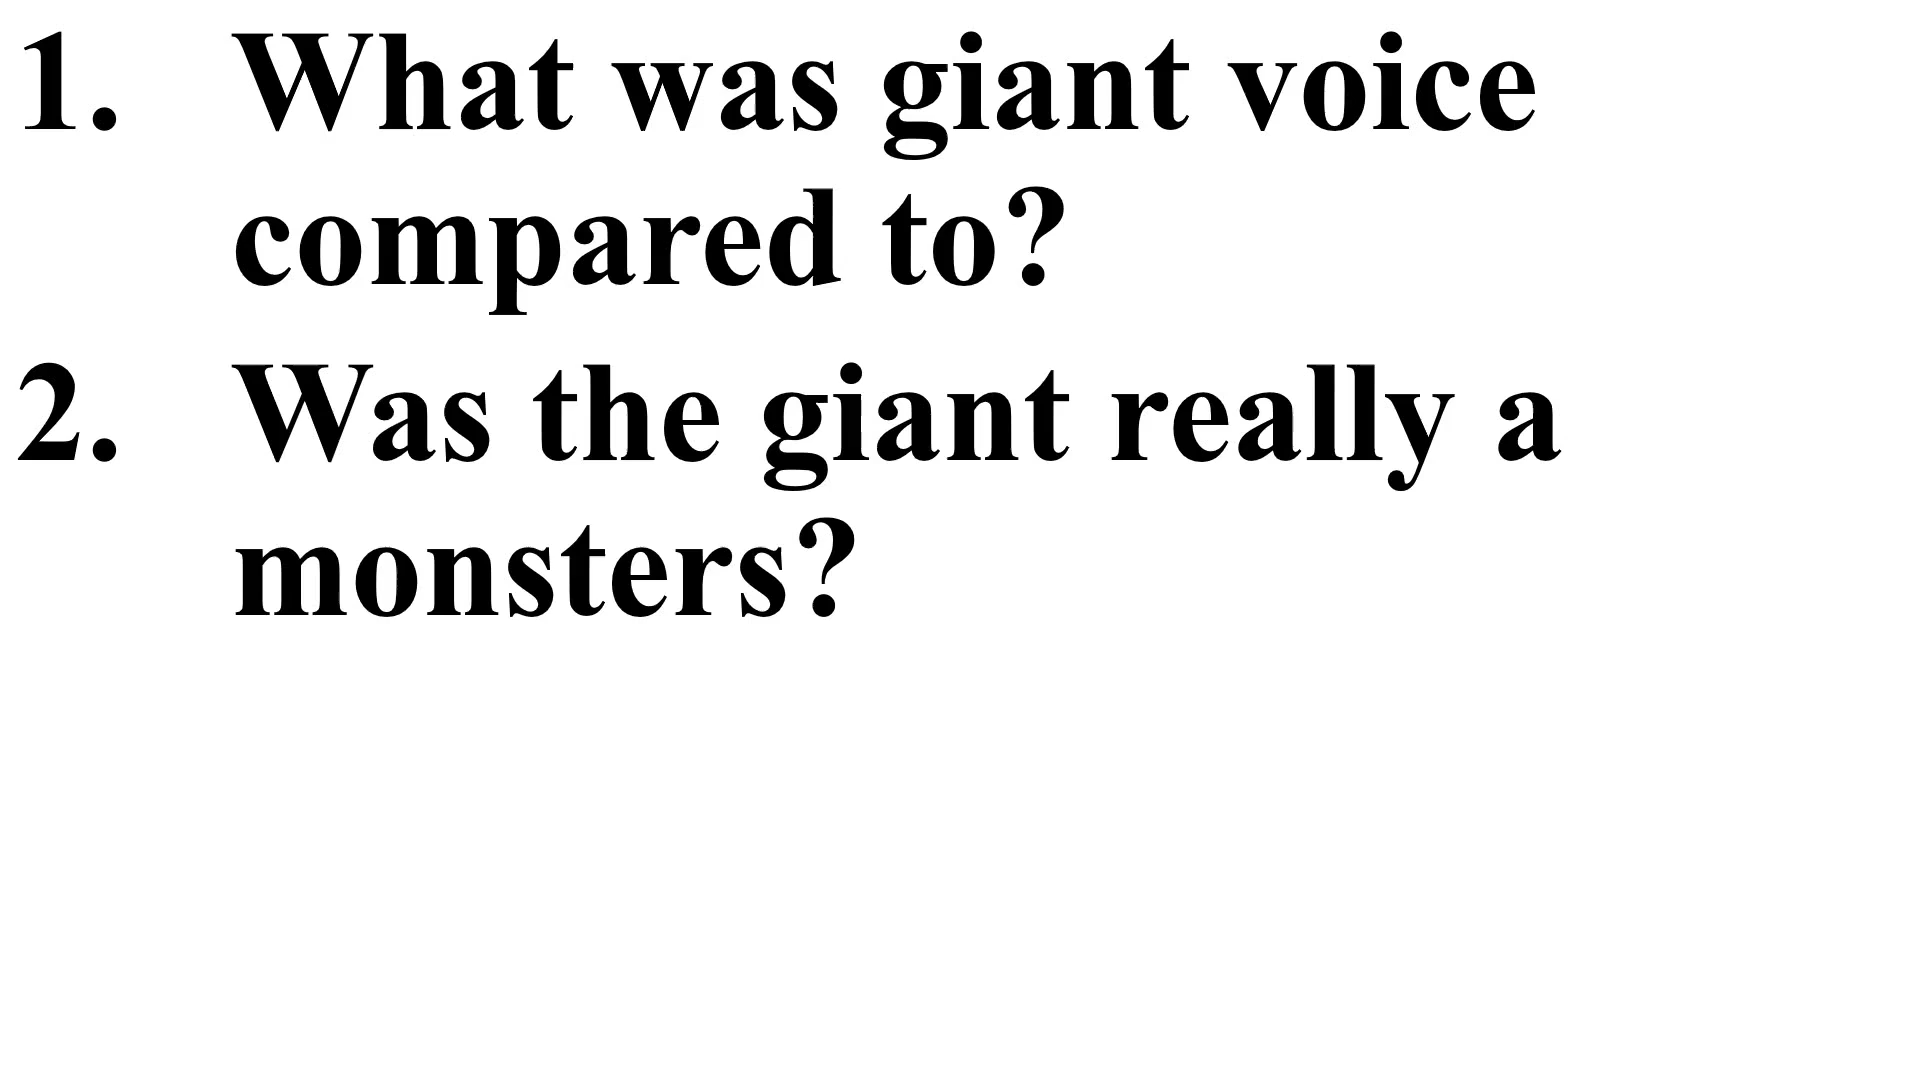 1. What was giant voice
compared to?
2. Was the giant really a
monsters?